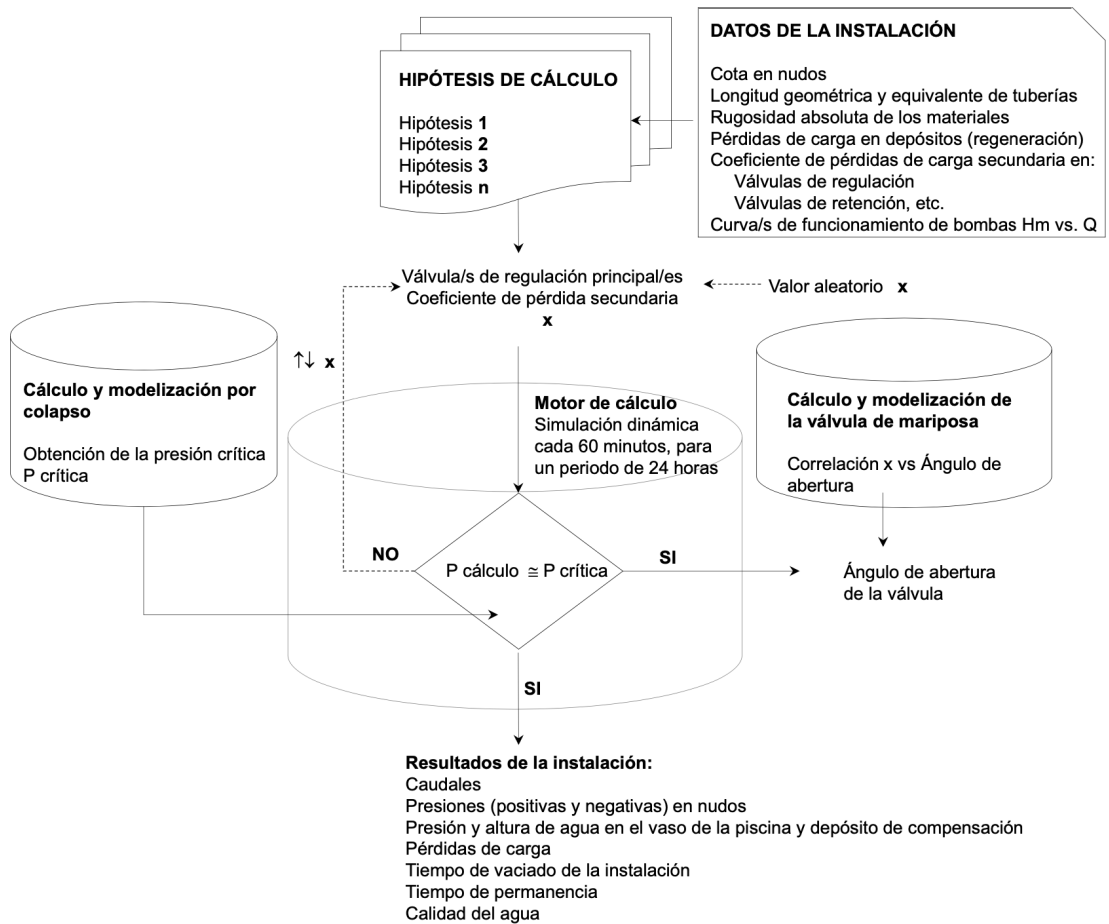 HIPÓTESIS DE CÁLCULO
Hipótesis 1
Hipótesis 2
Hipótesis 3
Hipótesis n
DATOS DE LA INSTALACIÓN
Cota en nudos
Longitud geométrica y equivalente de tuberías
Rugosidad absoluta de los materiales
Pérdidas de carga en depósitos (regeneración)
Coeficiente de pérdidas de carga secundaria en:
Válvulas de regulación
Válvulas de retención, etc.
Curva/s de funcionamiento de bombas Hm vs. Q
Válvula/s de regulación principal/es
Coeficiente de pérdida secundaria
x
Valor aleatorio x
↑↓ x
Cálculo y modelización por
colapso
Obtención de la presión crítica
P crítica
Motor de cálculo
Simulación dinámica
cada 60 minutos, para
un periodo de 24 horas
Cálculo y modelización de
la válvula de mariposa
Correlación x vs Ángulo de
abertura
NO
P cálculo ≅ P crítica
SI
Ángulo de abertura
de la válvula
SI
Resultados de la instalación:
Caudales
Presiones (positivas y negativas) en nudos
Presión y altura de agua en el vaso de la piscina y depósito de compensación
Pérdidas de carga
Tiempo de vaciado de la instalación
Tiempo de permanencia
Calidad del agua